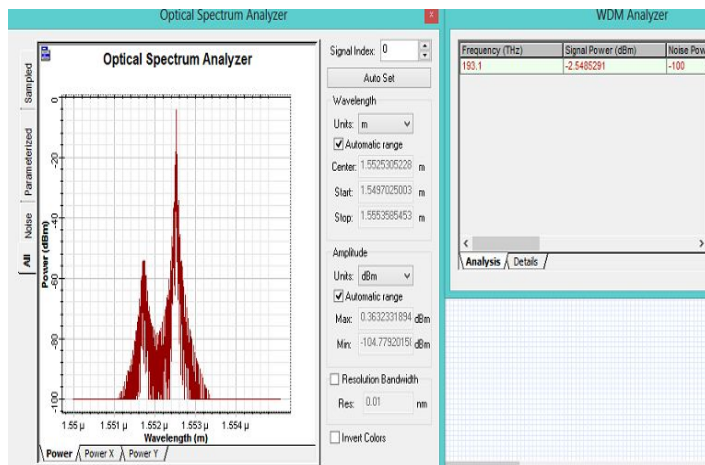 Optical Spectrum Analyzer
x
WDM Analyzer
Optical Spectrum Analyzer
Sampled
Parameterized
Noise
All
Power (dBm)
0
-20
-40
-60
-80
-100
1.55 µ 1.551 µ 1.552 µ 1.553 µ 1.554 µ
Wavelength (m)
Power Power X Power Y
Signal Index: 0
Auto Set
Wavelength
Units: m
Automatic range
Center: 1.5525305228 m
Start: 1.5497025003 m
Stop: 1.5553585453 m
Amplitude
Units: dBm
Automatic range
Max: 0.3632331894 dBm
Min: -104.7792015( dBm
Resolution Bandwidth
Res: 0.01 nm
Invert Colors
Frequency (THz) Signal Power (dBm) Noise Pow
193.1 -2.5485291 -100
Analysis Details